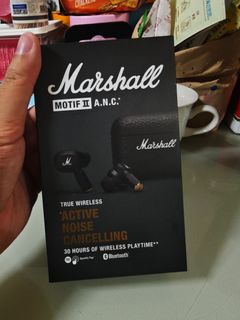 Marshall
MOTIF II A.N.C.*
Marshall
TRUE WIRELESS
ACTIVE
NOISE
CANCELLING
30 HOURS OF WIRELESS PLAYTIME**
Bluetooth®